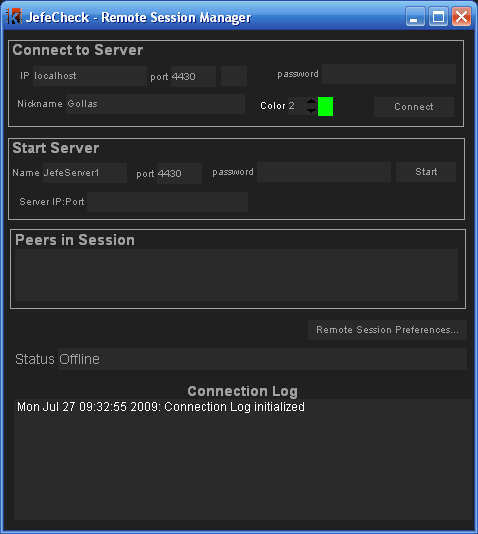 JefeCheck - Remote Session Manager
Connect to Server
IP localhost port 4430 password
Nickname Gollas Color 2 Connect
Start Server
Name JefeServer1 port 4430 password Start
Server IP:Port
Peers in Session
Remote Session Preferences...
Status Offline
Connection Log
Mon Jul 27 09:32:55 2009: Connection Log initialized